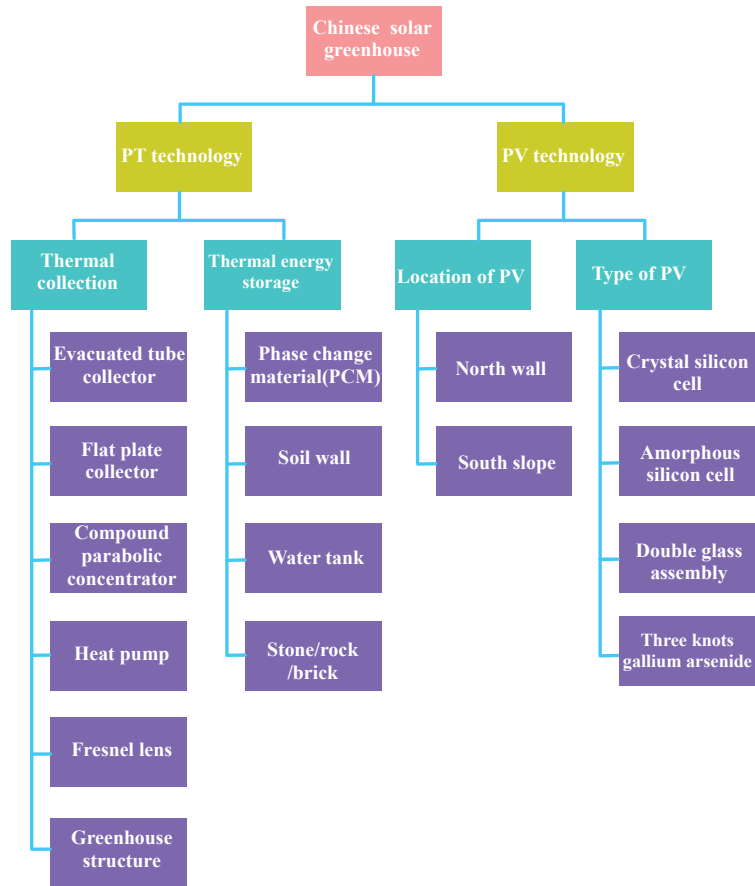 Chinese solar
greenhouse
PT technology
PV technology
Thermal
collection
Thermal energy
storage
Location of PV
Type of PV
Evacuated tube
collector
Flat plate
collector
Compound
parabolic
concentrator
Heat pump
Fresnel lens
Greenhouse
structure
Phase change
material(PCM)
Soil wall
Water tank
Stone/rock
/brick
North wall
South slope
Crystal silicon
cell
Amorphous
silicon cell
Double glass
assembly
Three knots
gallium arsenide